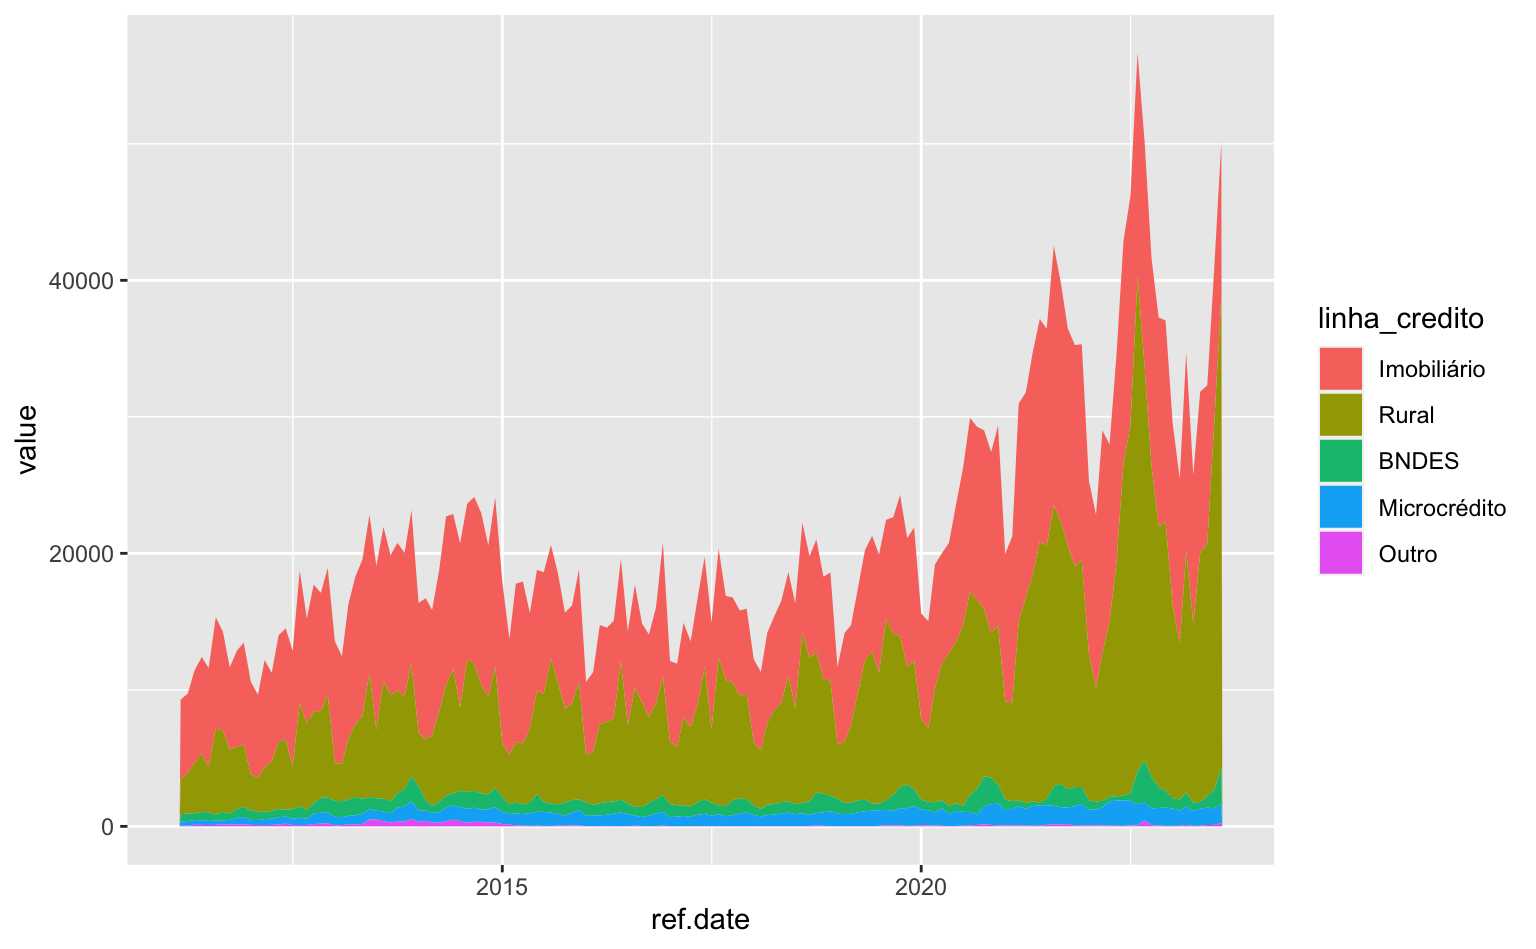 40000
20000
0
value
2015
2020
ref.date
linha_credito
Imobiliário
Rural
BNDES
Microcrédito
Outro